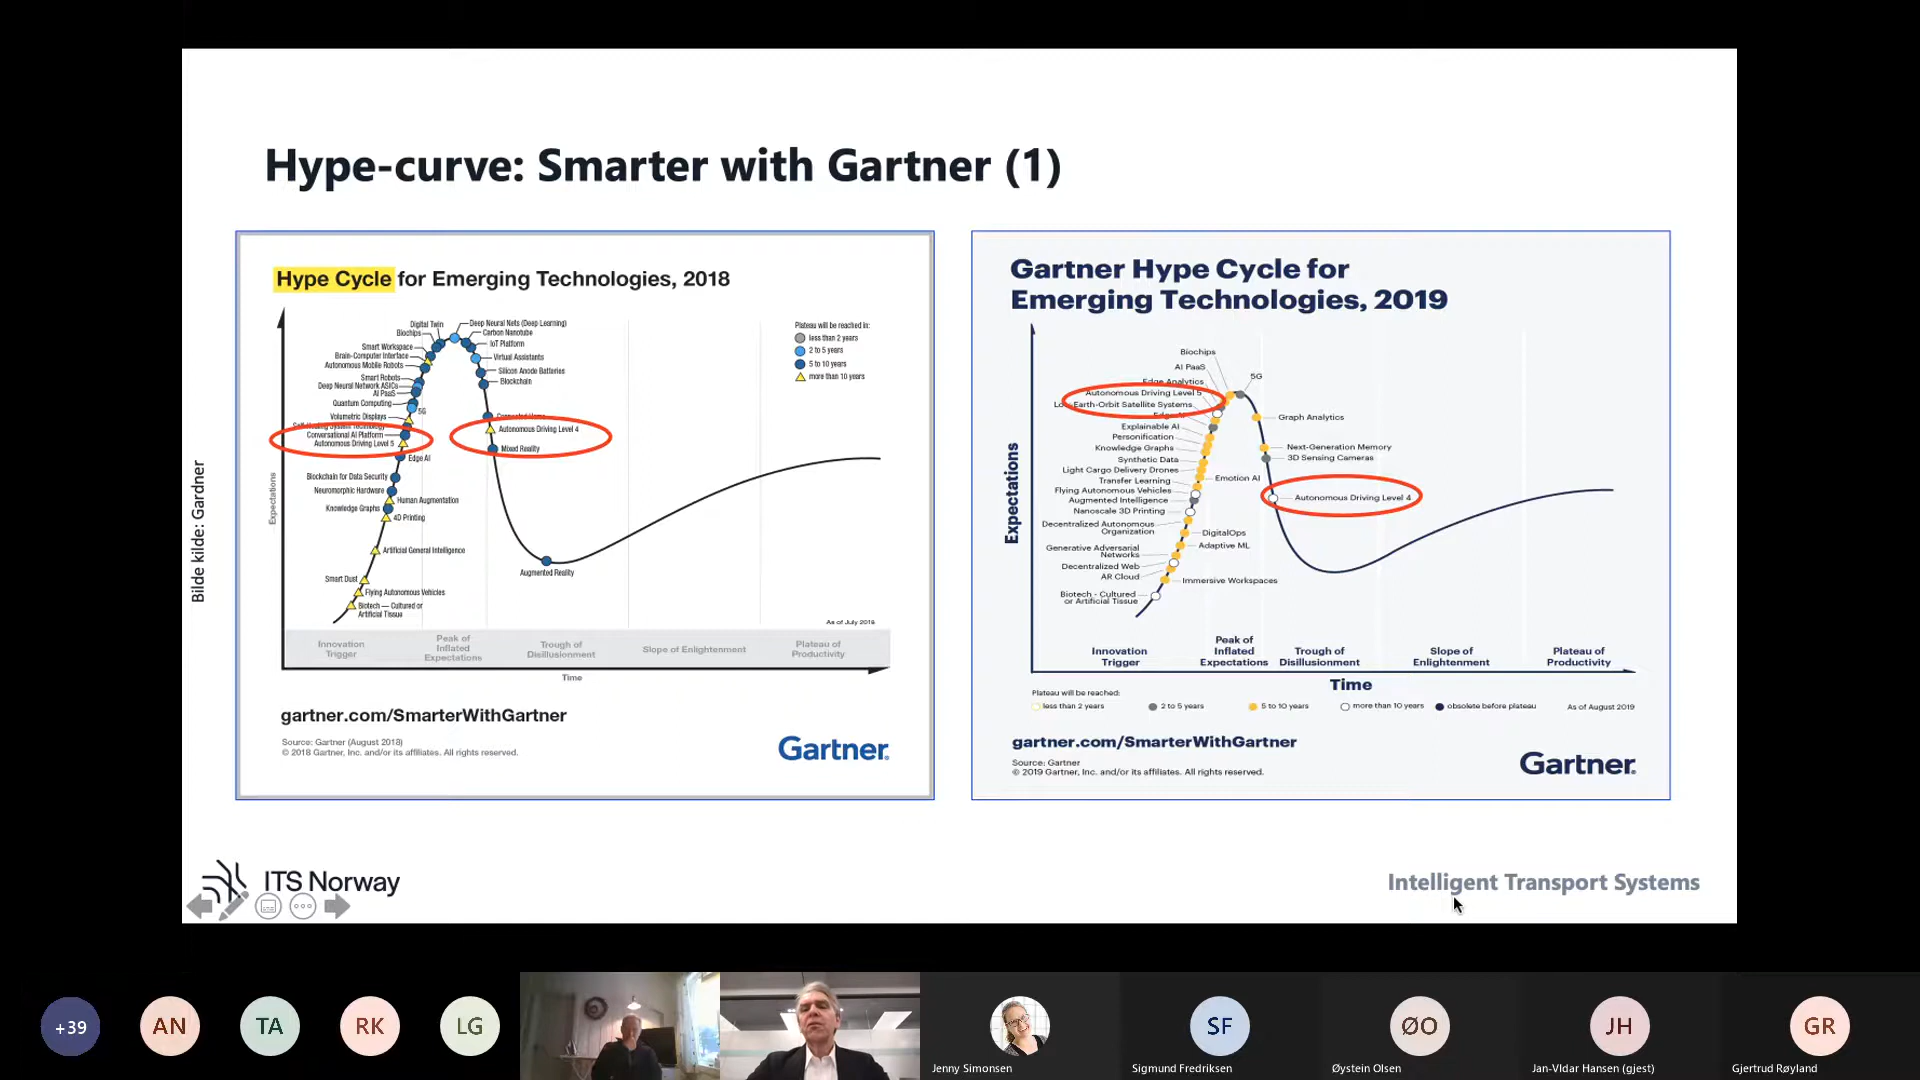 Hype-curve: Smarter with Gartner (1)
Bilde kilde: Gardner
Hype Cycle for Emerging Technologies, 2018
Digital Twin
Deep Neural Nets (Deep Learning)
Biochips
Carbon Nanotube
IoT Platform
Smart Workspace
Brain-Computer Interface
Virtual Assistants
Autonomous Mobile Robots
Silicon Anode Batteries
Smart Robots
Blockchain
Deep Neural Network ASICs
AI PaaS
Quantum Computing
5G
Volumetric Displays
Connected Home
Self-Healing System Technology
Autonomous Driving Level 4
Conversational AI Platform
Autonomous Driving Level 5
Mixed Reality
Edge AI
Blockchain for Data Security
Neuromorphic Hardware
Human Augmentation
Knowledge Graphs
4D Printing
Artificial General Intelligence
Augmented Reality
Smart Dust
Flying Autonomous Vehicles
Biotech — Cultured or
Artificial Tissue
Plateau will be reached in:
less than 2 years
2 to 5 years
5 to 10 years
more than 10 years
As of July 2018
Expectations
Innovation
Trigger
Peak of
Inflated
Expectations
Trough of
Disillusionment
Slope of Enlightenment
Plateau of
Productivity
Time
gartner.com/SmarterWithGartner
Source: Gartner (August 2018)
© 2018 Gartner, Inc. and/or its affiliates. All rights reserved.
Gartner.
Gartner Hype Cycle for
Emerging Technologies, 2019
Biochips
AI PaaS
5G
Edge Analytics
Autonomous Driving Level 5
Low-Earth-Orbit Satellite Systems
Edge AI
Graph Analytics
Explainable AI
Personification
Knowledge Graphs
Next-Generation Memory
Synthetic Data
3D Sensing Cameras
Light Cargo Delivery Drones
Transfer Learning
Emotion AI
Flying Autonomous Vehicles
Augmented Intelligence
Autonomous Driving Level 4
Nanoscale 3D Printing
Decentralized Autonomous
Organization
DigitalOps
Generative Adversarial
Networks
Adaptive ML
Decentralized Web
AR Cloud
Immersive Workspaces
Biotech - Cultured
or Artificial Tissue
Expectations
Innovation
Trigger
Peak of
Inflated
Expectations
Trough of
Disillusionment
Slope of
Enlightenment
Plateau of
Productivity
Time
Plateau will be reached:
less than 2 years
2 to 5 years
5 to 10 years
more than 10 years
obsolete before plateau
As of August 2019
gartner.com/SmarterWithGartner
Source: Gartner
© 2019 Gartner, Inc. and/or its affiliates. All rights reserved.
Gartner.
ITS Norway
Intelligent Transport Systems
+39
AN
TA
RK
LG
SF
ØO
JH
GR
Jenny Simonsen
Sigmund Fredriksen
Øystein Olsen
Jan-VIdar Hansen (gjest)
Gjertrud Røyland